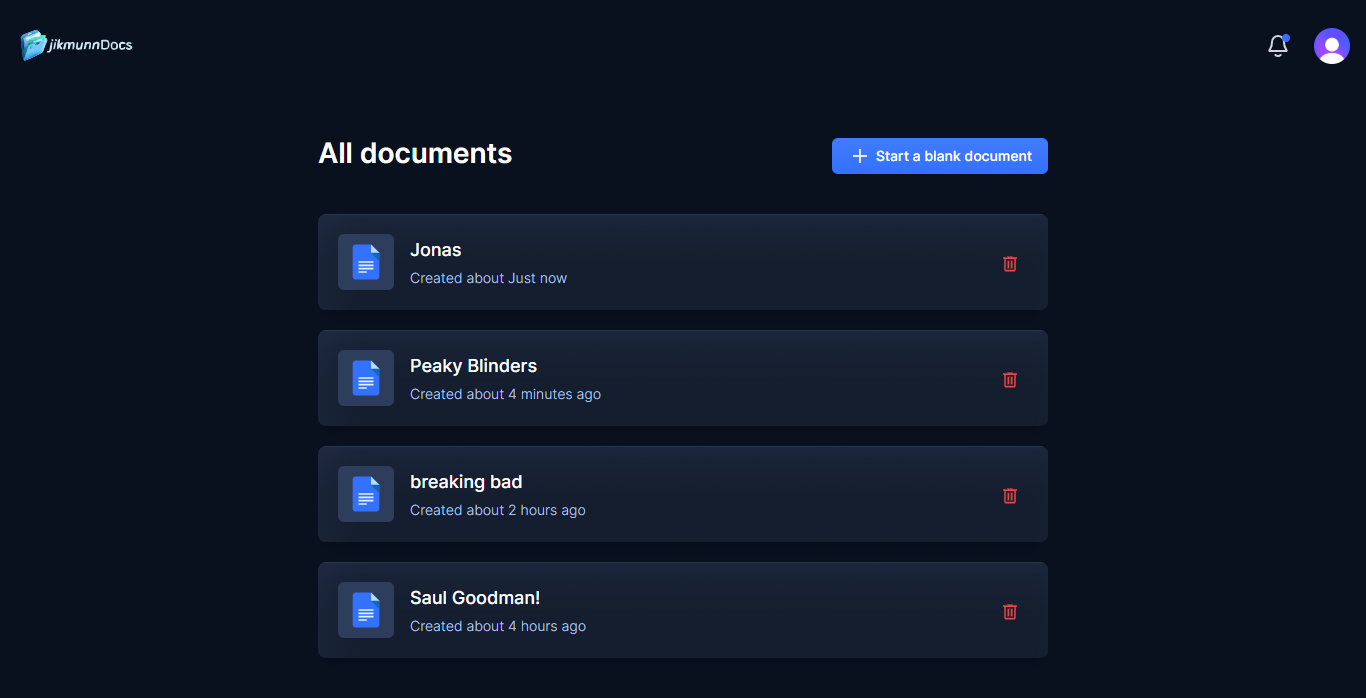 jikmunnDocs
All documents
Start a blank document
Jonas
Created about Just now
Peaky Blinders
Created about 4 minutes ago
breaking bad
Created about 2 hours ago
Saul Goodman!
Created about 4 hours ago